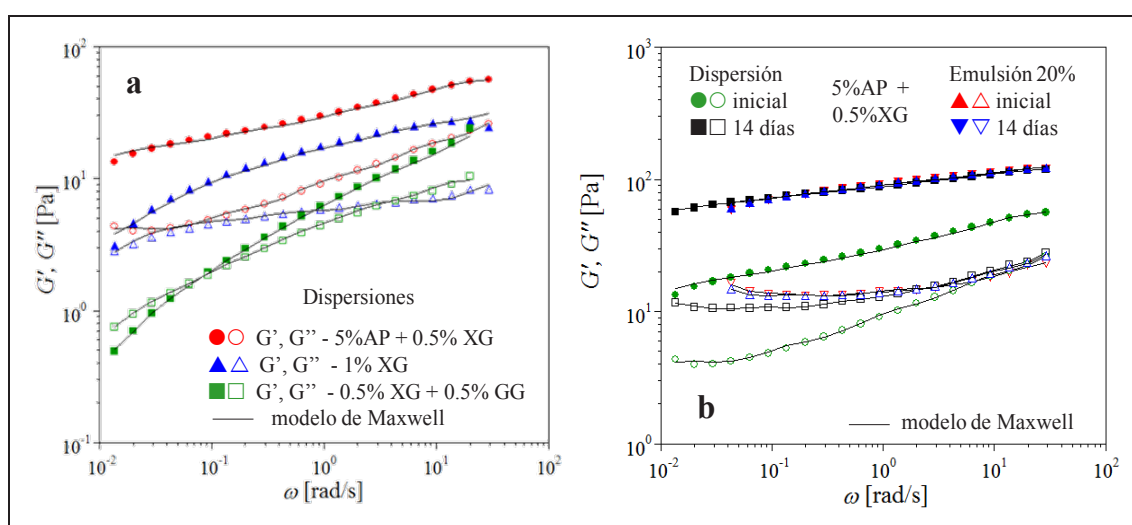 a
10²
10¹
10⁰
10⁻¹
G', G'' [Pa]
Dispersiones
G', G'' - 5%AP + 0.5% XG
G', G'' - 1% XG
G', G'' - 0.5% XG + 0.5% GG
modelo de Maxwell
10⁻² 10⁻¹ 10⁰ 10¹ 10²
ω [rad/s]
b
10³
10²
10¹
10⁰
G', G'' [Pa]
Dispersión
inicial
14 días
5%AP +
0.5%XG
Emulsión 20%
inicial
14 días
modelo de Maxwell
10⁻² 10⁻¹ 10⁰ 10¹ 10²
ω [rad/s]